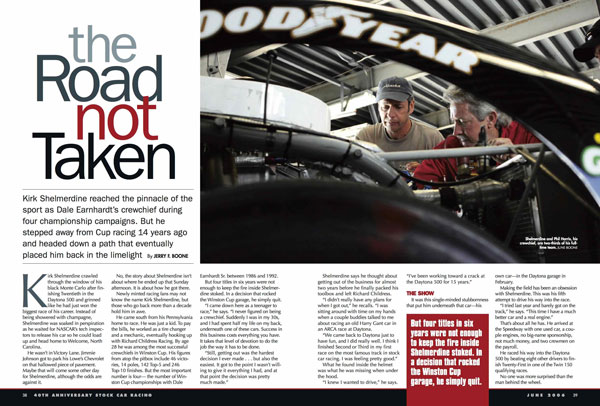 the
Road
not
Taken
Kirk Shelmerdine reached the pinnacle of the
sport as Dale Earnhardt's crewchief during
four championship campaigns. But he
stepped away from Cup racing 14 years ago
and headed down a path that eventually
placed him back in the limelight By JERRY F. BOONE
GOODYEAR
G
Shelmerdine and Phil Harris, his
crewchief, are two-thirds of his full-
time team. JUNE BOONE
Kirk Shelmerdine crawled
through the window of his
black Monte Carlo after fin-
ishing Twentieth in the
Daytona 500 and grinned
like he had just won the
biggest race of his career. Instead of
being showered with champagne,
Shelmerdine was soaked in perspiration
as he waited for NASCAR's tech inspec-
tors to release his car so he could load
up and head home to Welcome, North
Carolina.
He wasn't in Victory Lane. Jimmie
Johnson got to park his Lowe's Chevrolet
on that hallowed piece of pavement.
Maybe that will come some other day
for Shelmerdine, although the odds are
against it.
No, the story about Shelmerdine isn't
about where he ended up that Sunday
afternoon. It is about how he got there.
Newly minted racing fans may not
know the name Kirk Shelmerdine, but
those who go back more than a decade
hold him in awe.
He came south from his Pennsylvania
home to race. He was just a kid. To pay
the bills, he worked as a tire changer
and a mechanic, eventually hooking up
with Richard Childress Racing. By age
28 he was among the most successful
crewchiefs in Winston Cup. His figures
from atop the pitbox include 46 victo-
ries, 19 poles, 142 Top-5 and 246
Top-10 finishes. But the most important
number is four— the number of Win-
ston Cup championships with Dale
Earnhardt Sr. between 1986 and 1992.
But four titles in six years were not
enough to keep the fire inside Shelmer-
dine stoked. In a decision that rocked
the Winston Cup garage, he simply quit.
"I came down here as a teenager to
race," he says. "I never figured on being
a crewchief. Suddenly I was in my 30s,
and I had spent half my life on my back,
underneath one of these cars. Success in
this business costs everything you have.
It takes that level of devotion to do the
job the way it has to be done.
"Still, getting out was the hardest
decision I ever made . . . but also the
easiest. It got to the point I wasn't will-
ing to give it everything I had, and at
that point the decision was pretty
much made."
Shelmerdine says he thought about
getting out of the business for almost
two years before he finally packed his
toolbox and left Richard Childress.
"I didn't really have any plans for
when I got out," he recalls. "I was
sitting around with time on my hands
when a couple buddies talked to me
about racing an old Harry Gant car in
an ARCA race at Daytona.
"We came back to Daytona just to
have fun, and I did really well. I think I
finished Second or Third in my first
race on the most famous track in stock
car racing. I was feeling pretty good."
What he found inside the helmet
was what he was missing when under
the hood.
"I knew I wanted to drive," he says.
"I've been working toward a crack at
the Daytona 500 for 15 years."
THE SHOW
It was this single-minded stubbornness
that put him underneath that car—his
But four titles in six
years were not enough
to keep the fire inside
Shelmerdine stoked. In
a decision that rocked
the Winston Cup
garage, he simply quit.
own car—in the Daytona garage in
February.
Making the field has been an obsession
with Shelmerdine. This was his fifth
attempt to drive his way into the race.
"I tried last year and barely got on the
track," he says. "This time I have a much
better car and a real engine."
That's about all he has. He arrived at
the Speedway with one used car, a cou-
ple engines, no big-name sponsorship,
not much money, and two crewmen on
the payroll.
He raced his way into the Daytona
500 by beating eight other drivers to fin-
ish Twenty-First in one of the Twin 150
qualifying races.
No one was more surprised than the
man behind the wheel.
38 40TH ANNIVERSARY STOCK CAR RACING
JUNE 2006 39